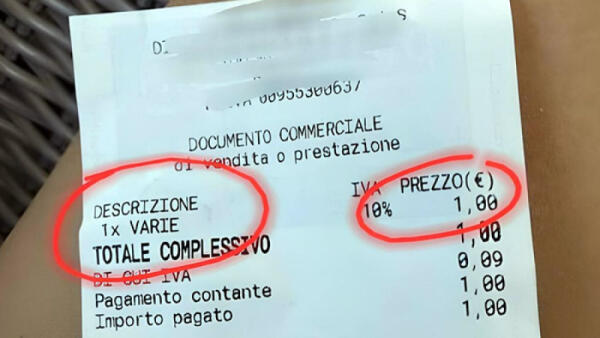 DOCUMENTO COMMERCIALE
di vendita o prestazione
DESCRIZIONE IVA PREZZO(€)
1x VARIE 10% 1,00
TOTALE COMPLESSIVO 1,00
DI CUI IVA 0,09
Pagamento contante 1,00
Importo pagato 1,00